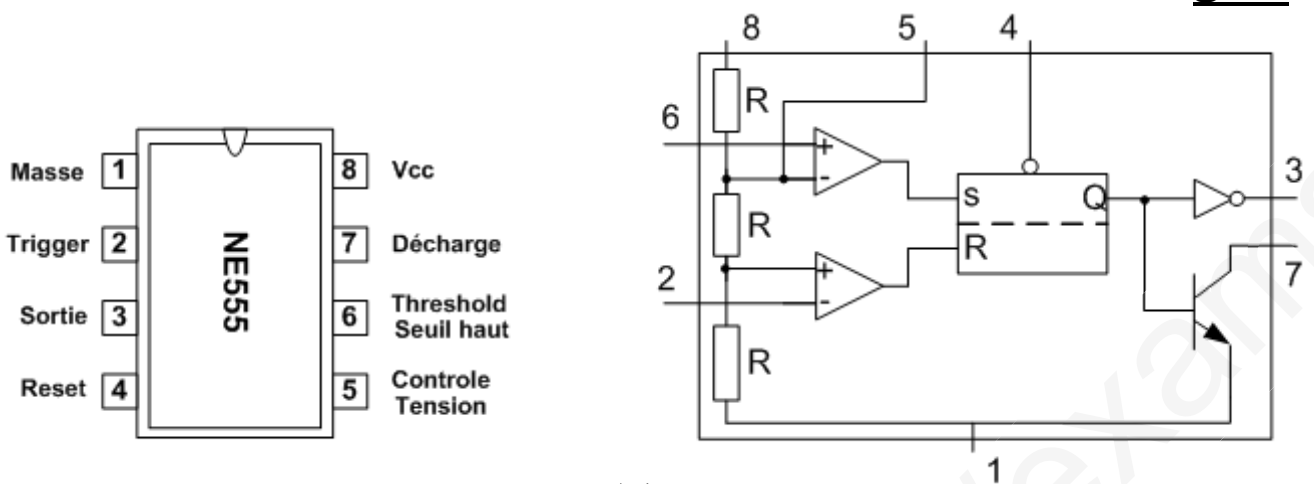 Masse 1
8 Vcc
Trigger 2
7 Décharge
NE555
Sortie 3
6 Threshold
Seuil haut
Reset 4
5 Controle
Tension
8 5 4
R
6
+
-
3
S Q
R
R
7
2
+
-
R
1
exam